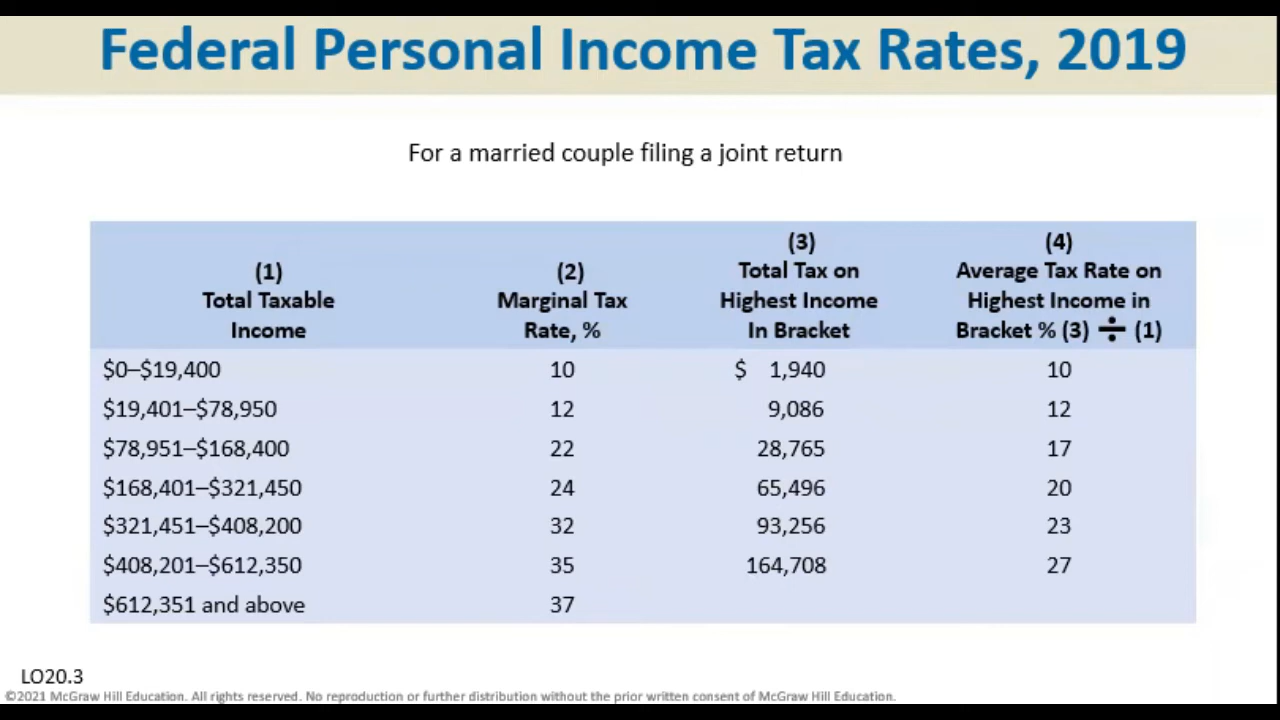 Federal Personal Income Tax Rates, 2019
For a married couple filing a joint return
(1) Total Taxable Income
(2) Marginal Tax Rate, %
(3) Total Tax on Highest Income In Bracket
(4) Average Tax Rate on Highest Income in Bracket % (3) ÷ (1)
$0–$19,400 10 $ 1,940 10
$19,401–$78,950 12 9,086 12
$78,951–$168,400 22 28,765 17
$168,401–$321,450 24 65,496 20
$321,451–$408,200 32 93,256 23
$408,201–$612,350 35 164,708 27
$612,351 and above 37
LO20.3
©2021 McGraw Hill Education. All rights reserved. No reproduction or further distribution without the prior written consent of McGraw Hill Education.